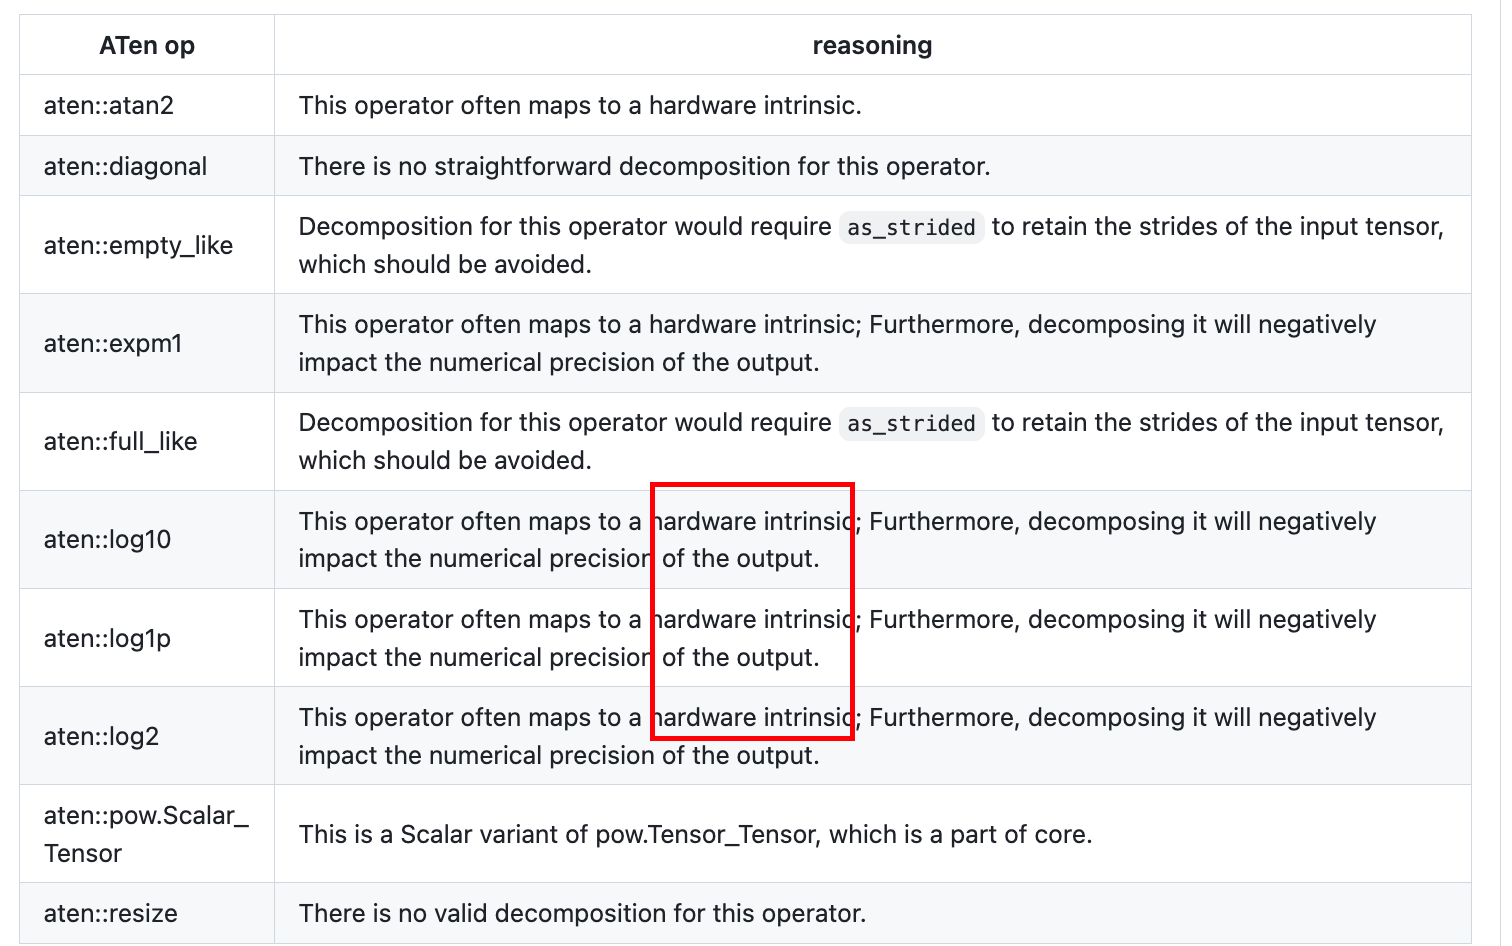 ATen op reasoning
aten::atan2 This operator often maps to a hardware intrinsic.
aten::diagonal There is no straightforward decomposition for this operator.
aten::empty_like Decomposition for this operator would require as_strided to retain the strides of the input tensor,
which should be avoided.
aten::expm1 This operator often maps to a hardware intrinsic; Furthermore, decomposing it will negatively
impact the numerical precision of the output.
aten::full_like Decomposition for this operator would require as_strided to retain the strides of the input tensor,
which should be avoided.
aten::log10 This operator often maps to a hardware intrinsic; Furthermore, decomposing it will negatively
impact the numerical precision of the output.
aten::log1p This operator often maps to a hardware intrinsic; Furthermore, decomposing it will negatively
impact the numerical precision of the output.
aten::log2 This operator often maps to a hardware intrinsic; Furthermore, decomposing it will negatively
impact the numerical precision of the output.
aten::pow.Scalar_
Tensor This is a Scalar variant of pow.Tensor_Tensor, which is a part of core.
aten::resize There is no valid decomposition for this operator.